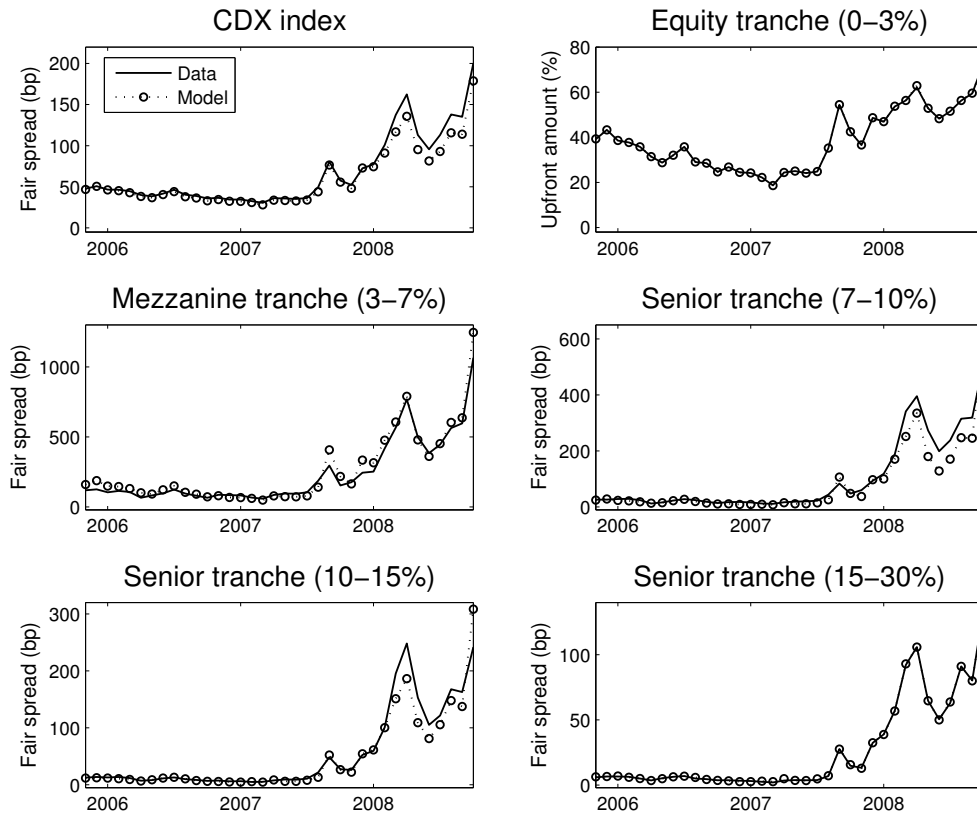 CDX index
Fair spread (bp)
200
150
100
50
0
Data
Model
2006 2007 2008
Equity tranche (0−3%)
Upfront amount (%)
80
60
40
20
0
2006 2007 2008
Mezzanine tranche (3−7%)
Fair spread (bp)
1000
500
0
2006 2007 2008
Senior tranche (7−10%)
Fair spread (bp)
600
400
200
0
2006 2007 2008
Senior tranche (10−15%)
Fair spread (bp)
300
200
100
0
2006 2007 2008
Senior tranche (15−30%)
Fair spread (bp)
100
50
0
2006 2007 2008